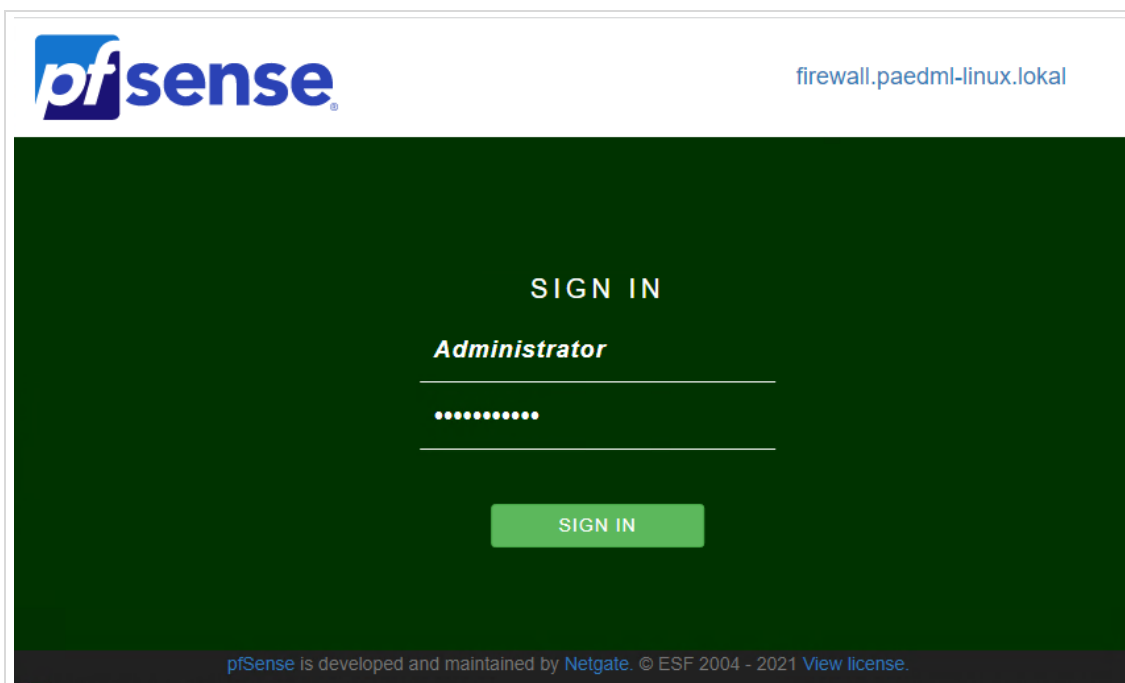 pfsense®
firewall.paedml-linux.lokal
SIGN IN
Administrator
•••••••••••
SIGN IN
pfSense is developed and maintained by Netgate. © ESF 2004 - 2021 View license.